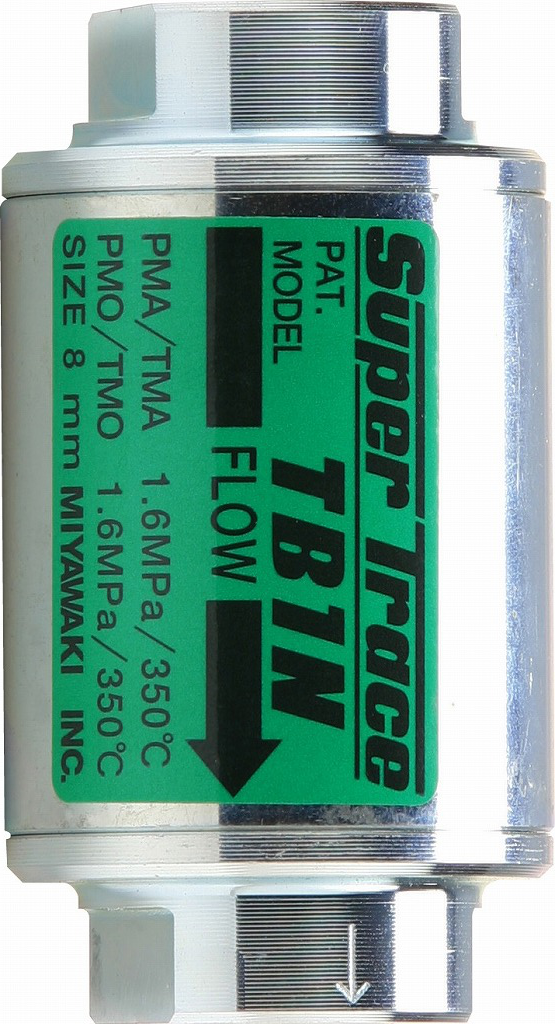 Super Trace
PAT.
MODEL TB1N
FLOW
PMA/TMA 1.6MPa/350℃
PMO/TMO 1.6MPa/350℃
SIZE 8 mm MIYAWAKI INC.